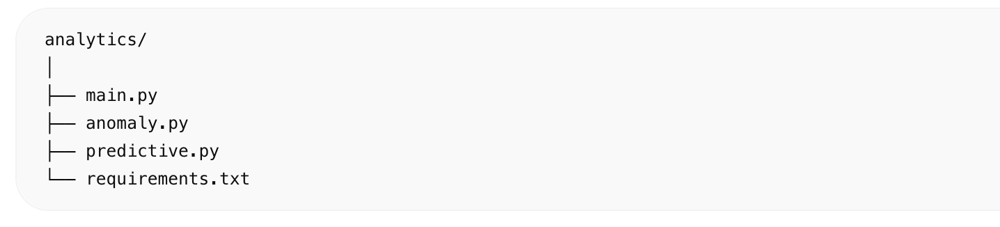 analytics/
│
├── main.py
├── anomaly.py
├── predictive.py
└── requirements.txt